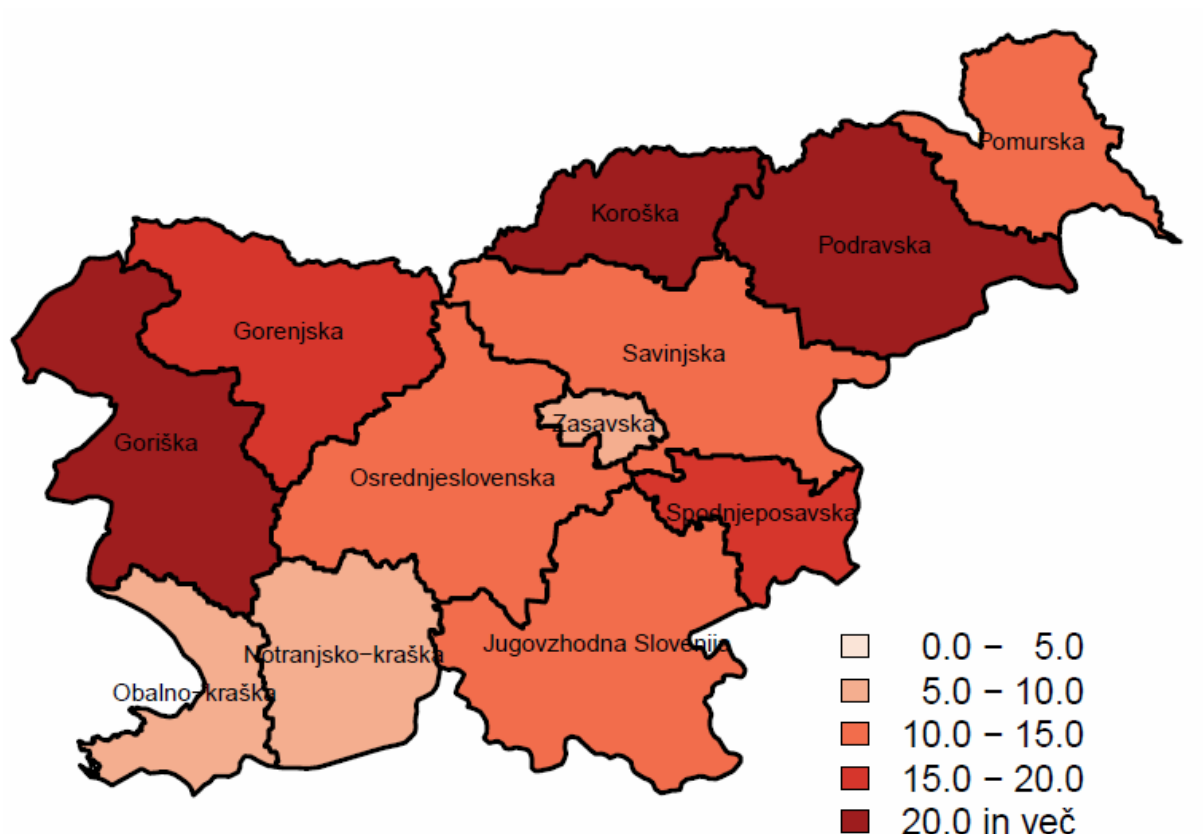 Pomurska
Koroška
Podravska
Gorenjska
Savinjska
Zasavska
Goriška
Osrednjeslovenska
Spodnjeposavska
Jugovzhodna Slovenija
Notranjsko−kraška
Obalno−kraška
0.0 − 5.0
5.0 − 10.0
10.0 − 15.0
15.0 − 20.0
20.0 in več